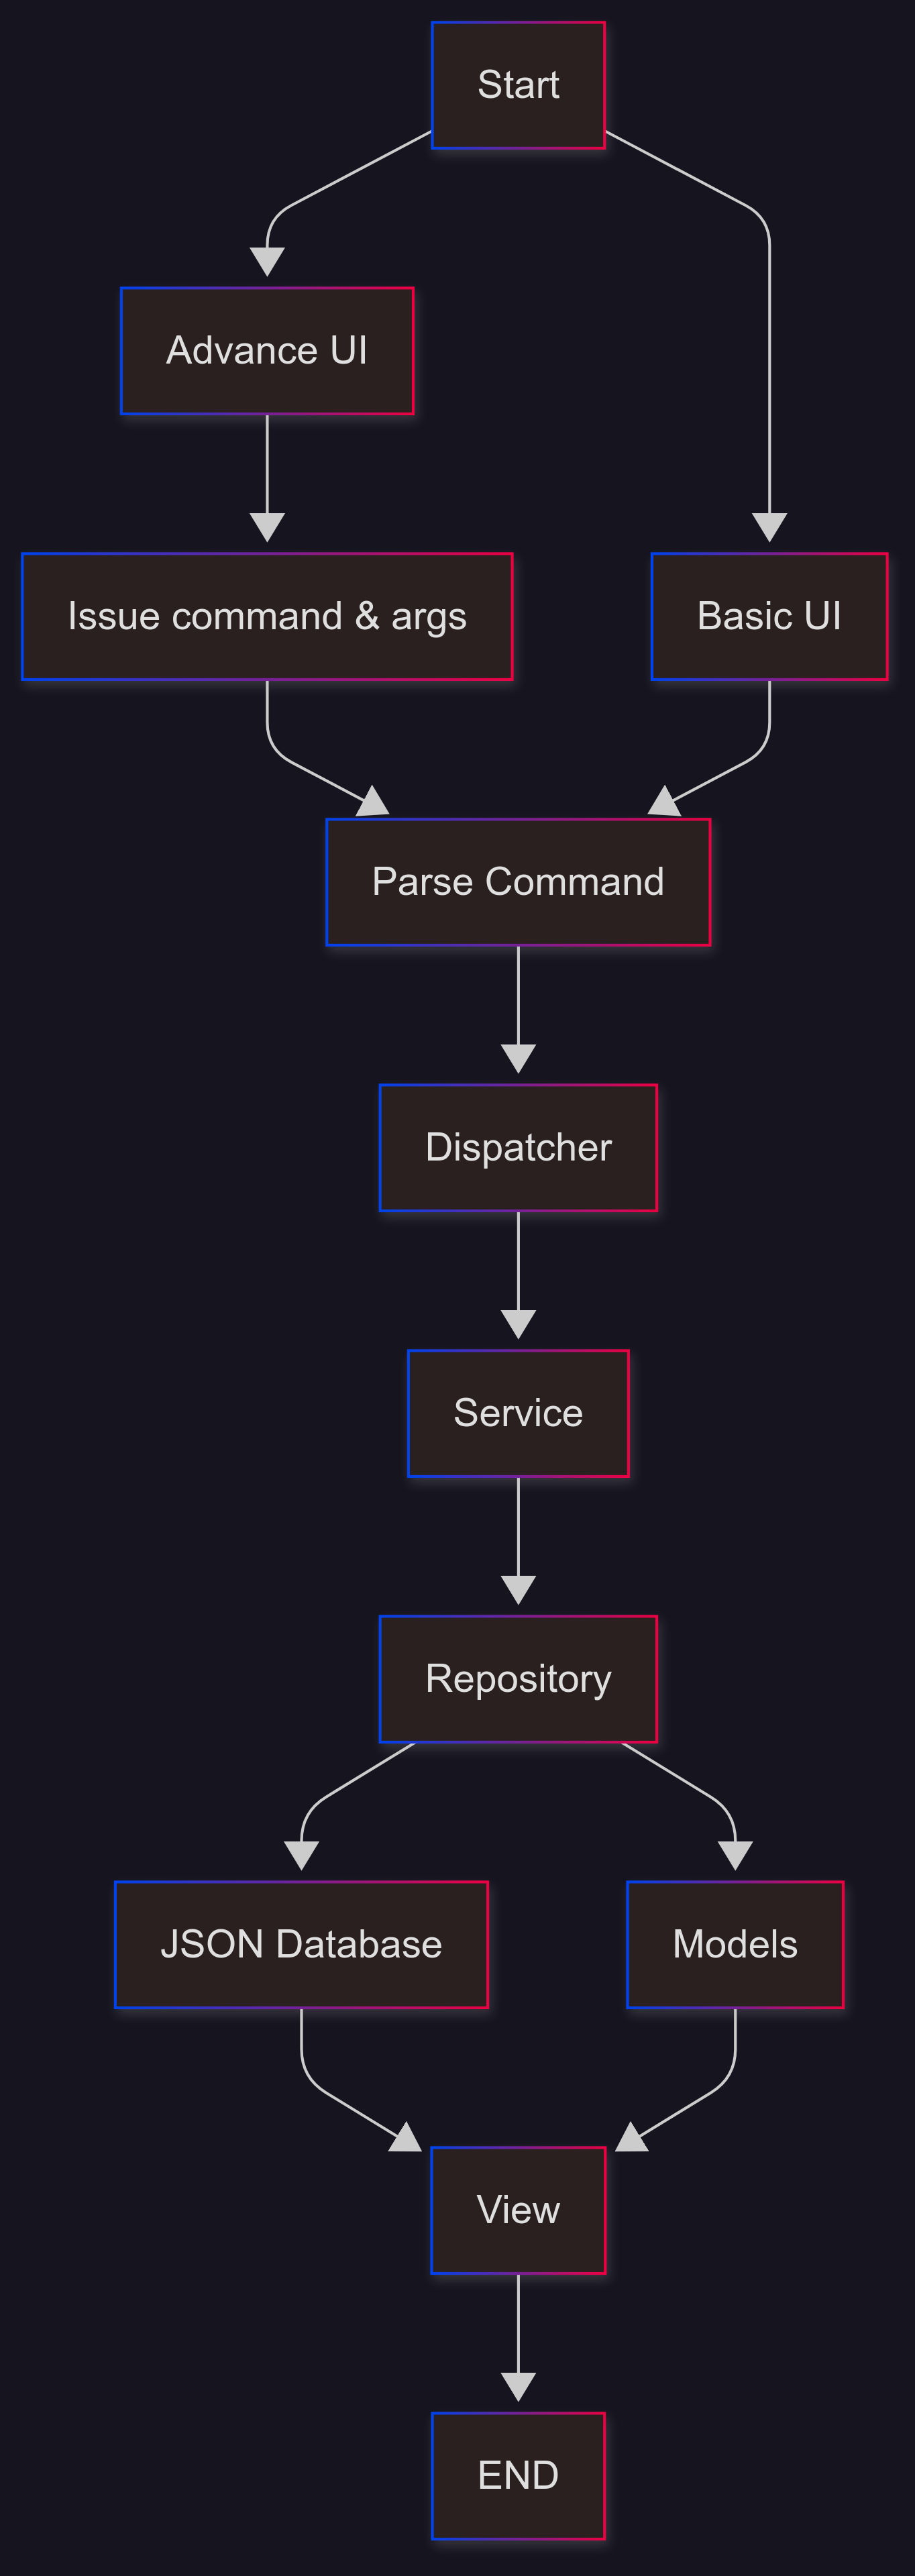 Start
Advance UI
Issue command & args
Basic UI
Parse Command
Dispatcher
Service
Repository
JSON Database
Models
View
END